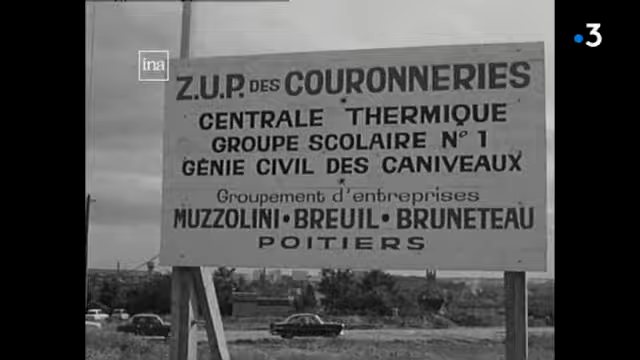 ina
3
Z.U.P. DES COURONNERIES
CENTRALE THERMIQUE
GROUPE SCOLAIRE N° 1
GÉNIE CIVIL DES CANIVEAUX
Groupement d'entreprises
MUZZOLINI • BREUIL • BRUNETEAU
POITIERS